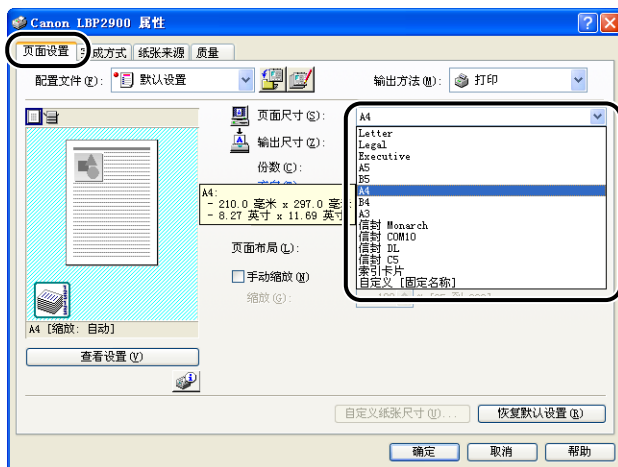 Canon LBP2900 属性
页面设置 完成方式 纸张来源 质量
配置文件(F): 默认设置 输出方法(M): 打印
页面尺寸(S): A4
输出尺寸(Z):
份数(C):
Letter
Legal
Executive
A5
B5
A4
B4
A3
信封 Monarch
信封 COM10
信封 DL
信封 C5
索引卡片
自定义 [固定名称]
A4:
- 210.0 毫米 x 297.0 毫
- 8.27 英寸 x 11.69 英寸
页面布局(L):
手动缩放(N)
缩放(G):
A4 [缩放: 自动]
查看设置(V)
自定义纸张尺寸(U)... 恢复默认设置(R)
确定 取消 帮助